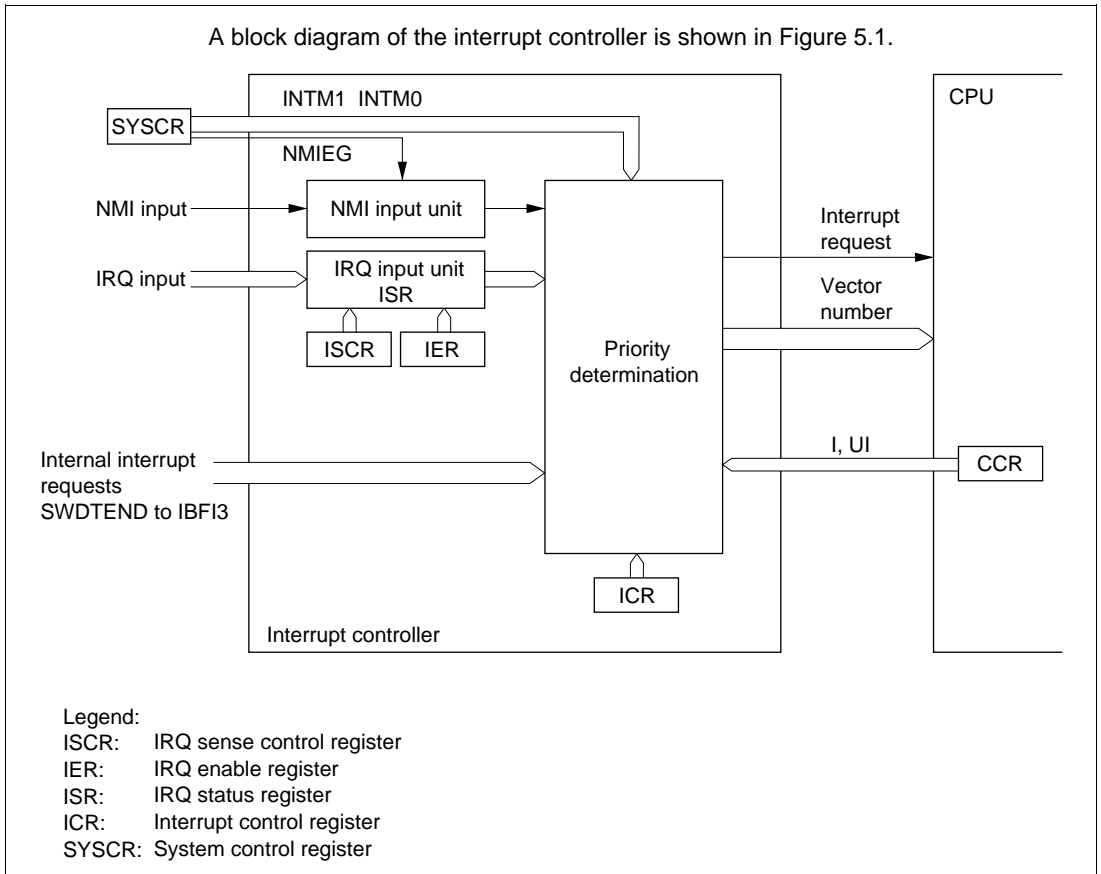 A block diagram of the interrupt controller is shown in Figure 5.1.
INTM1 INTM0
CPU
SYSCR
NMIEG
NMI input
NMI input unit
Interrupt
request
IRQ input
IRQ input unit
ISR
Vector
number
ISCR
IER
Priority
determination
I, UI
CCR
Internal interrupt
requests
SWDTEND to IBFI3
ICR
Interrupt controller
Legend:
ISCR: IRQ sense control register
IER: IRQ enable register
ISR: IRQ status register
ICR: Interrupt control register
SYSCR: System control register